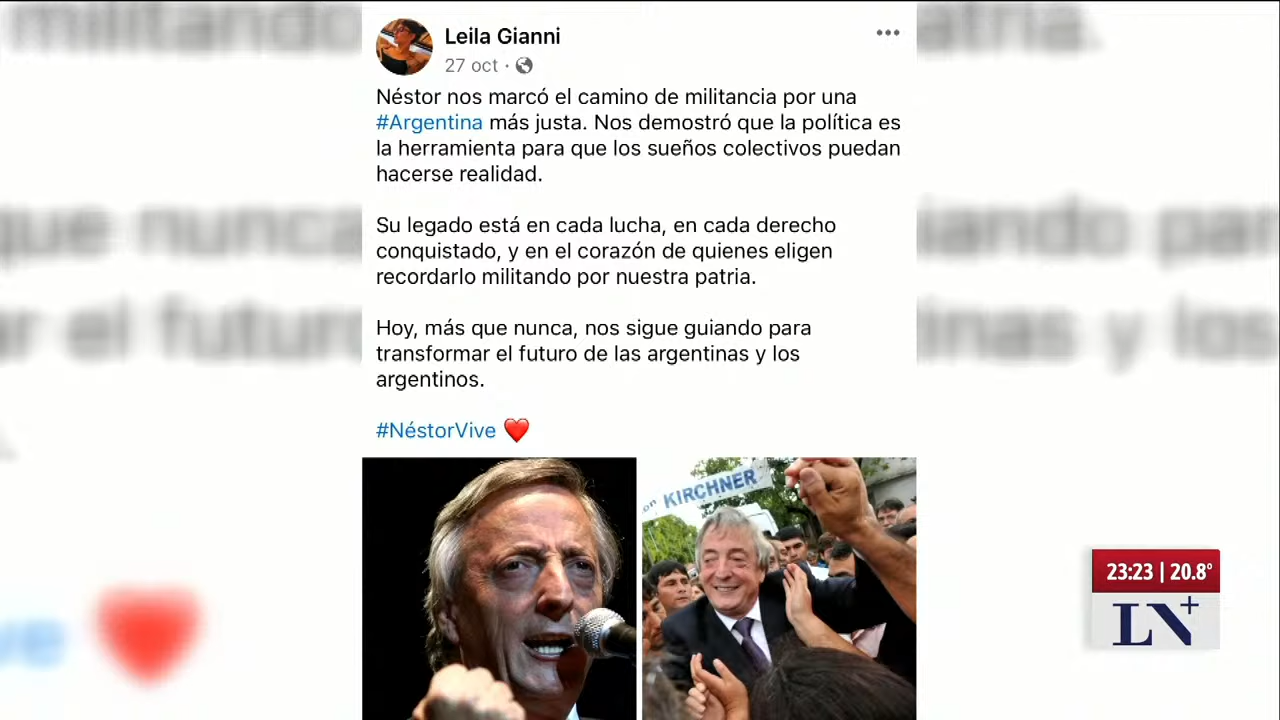 Leila Gianni
27 oct ·
Néstor nos marcó el camino de militancia por una
#Argentina más justa. Nos demostró que la política es
la herramienta para que los sueños colectivos puedan
hacerse realidad.
Su legado está en cada lucha, en cada derecho
conquistado, y en el corazón de quienes eligen
recordarlo militando por nuestra patria.
Hoy, más que nunca, nos sigue guiando para
transformar el futuro de las argentinas y los
argentinos.
#NéstorVive ❤️
on KIRCHNER
23:23 | 20.8°
LN+